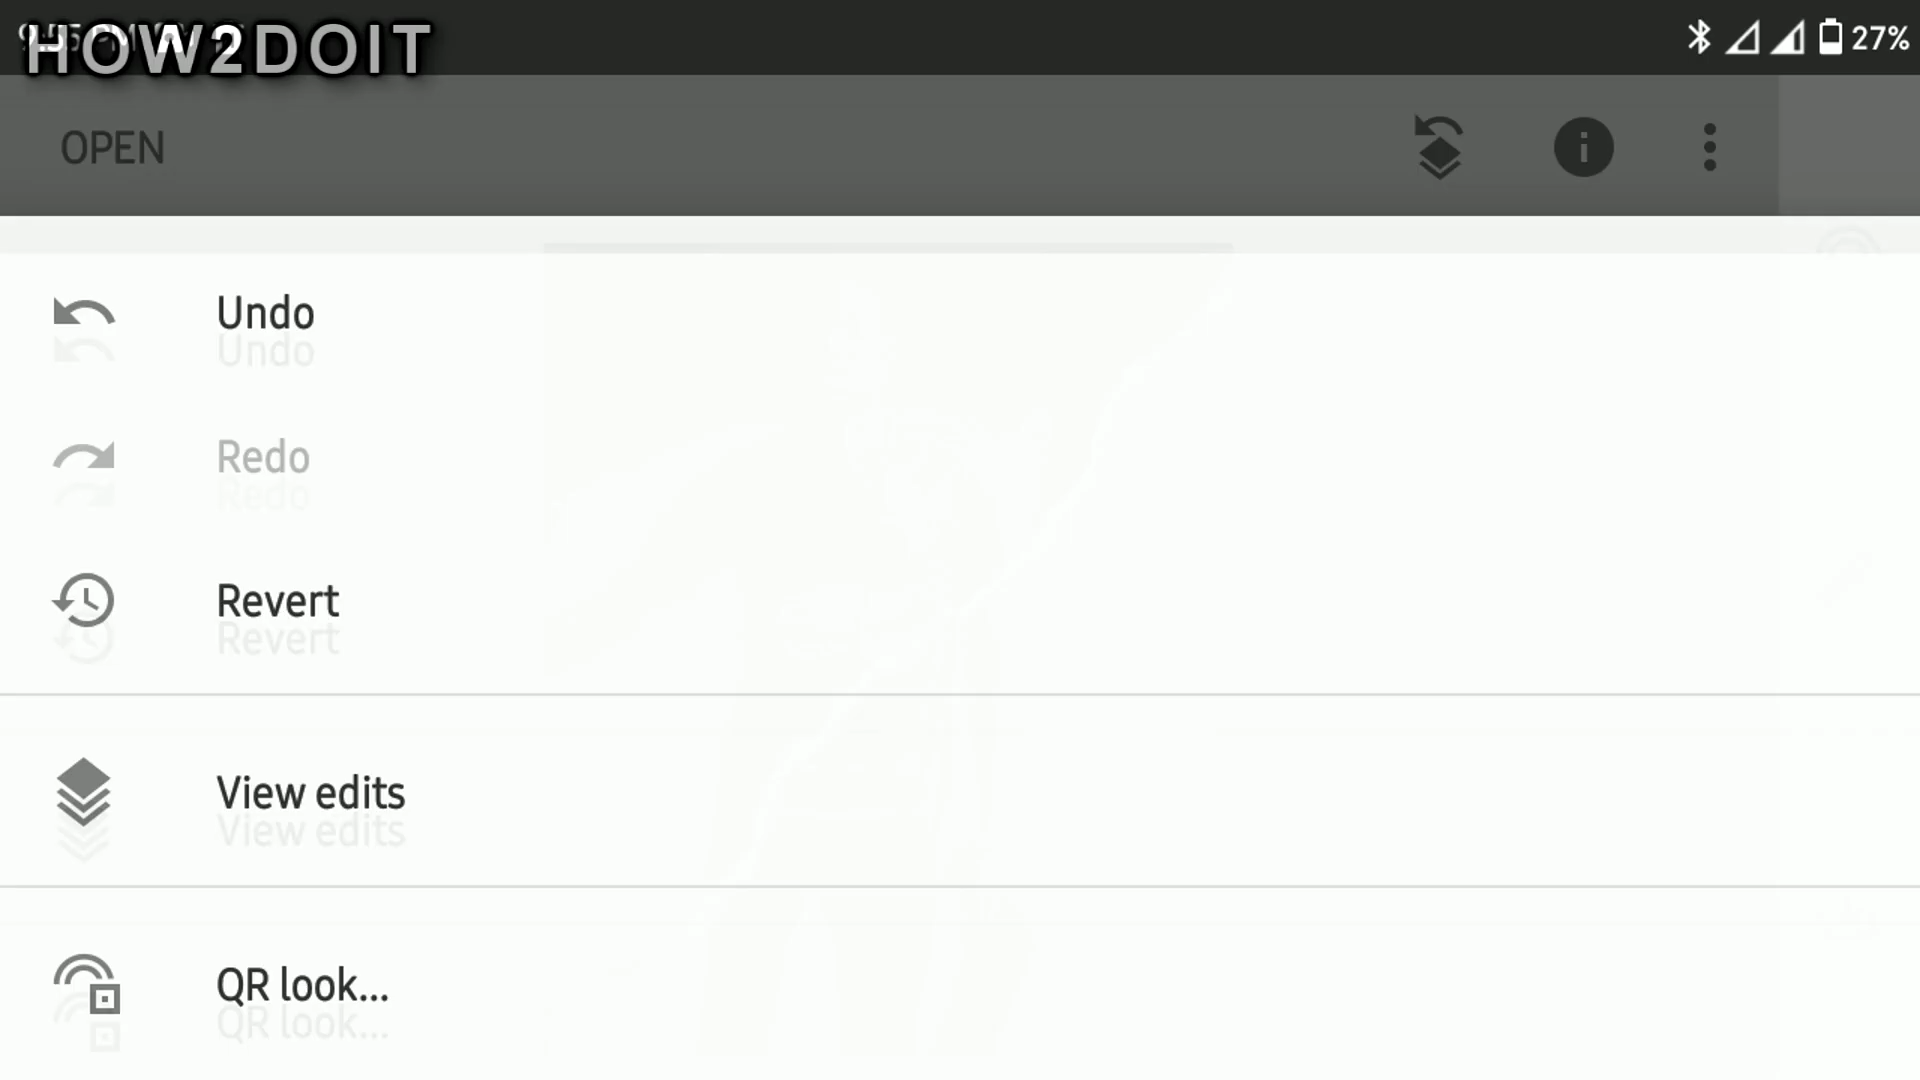 HOW2DOIT
27%
OPEN
Undo
Undo
Redo
Redo
Revert
Revert
View edits
View edits
QR look...
QR look...